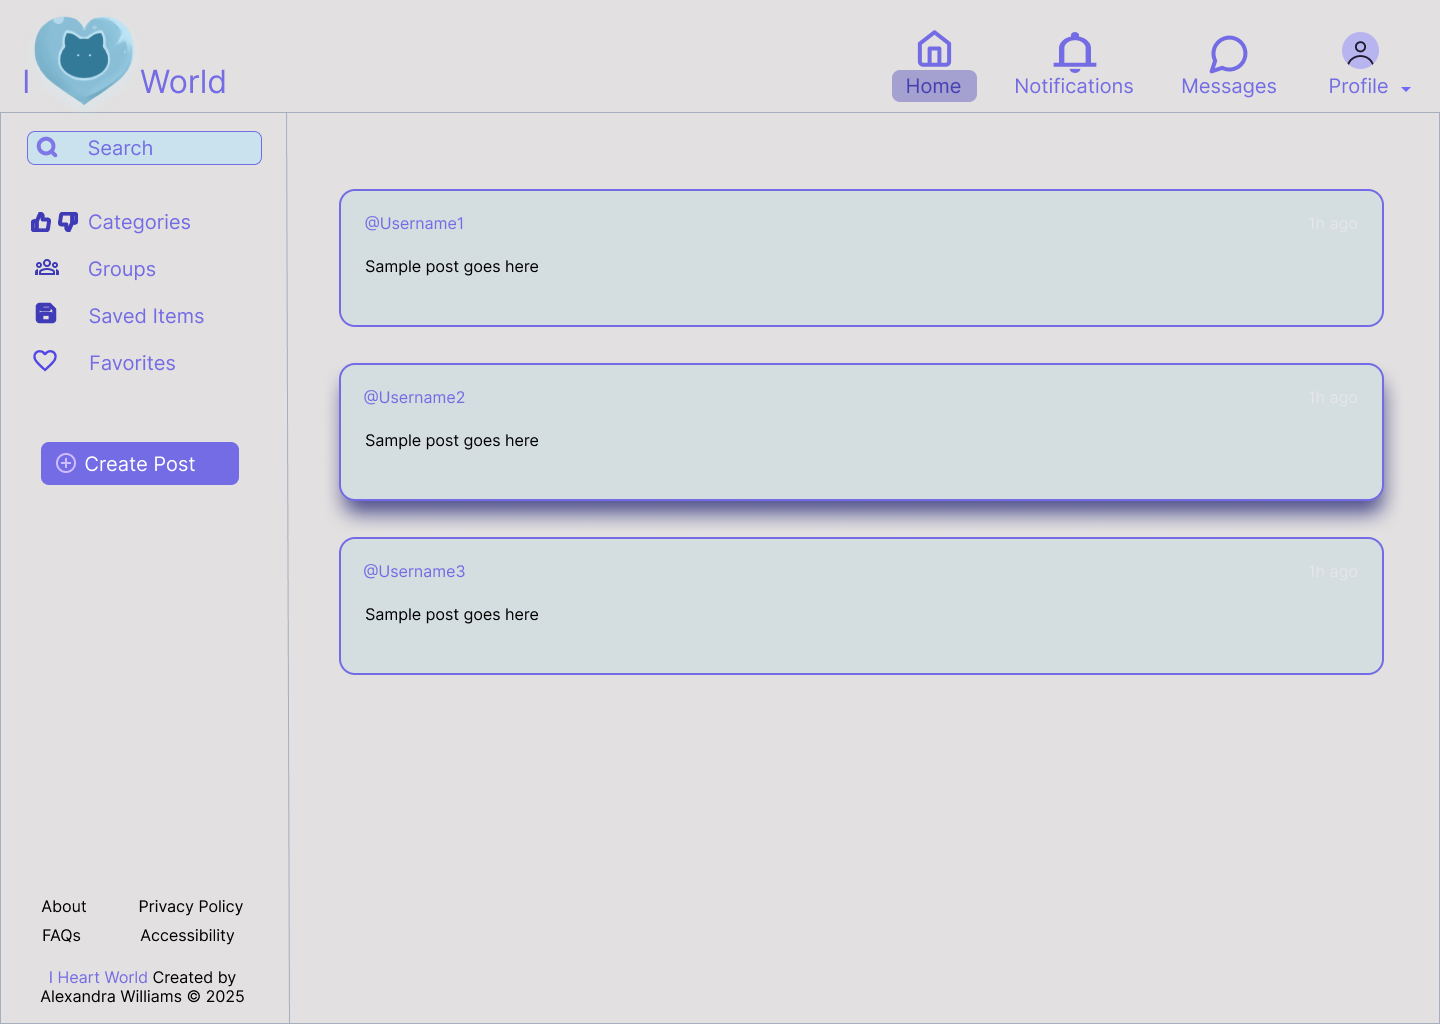 I World
Home
Notifications
Messages
Profile
Search
Categories
Groups
Saved Items
Favorites
Create Post
@Username1
1h ago
Sample post goes here
@Username2
1h ago
Sample post goes here
@Username3
1h ago
Sample post goes here
About
Privacy Policy
FAQs
Accessibility
I Heart World Created by
Alexandra Williams © 2025